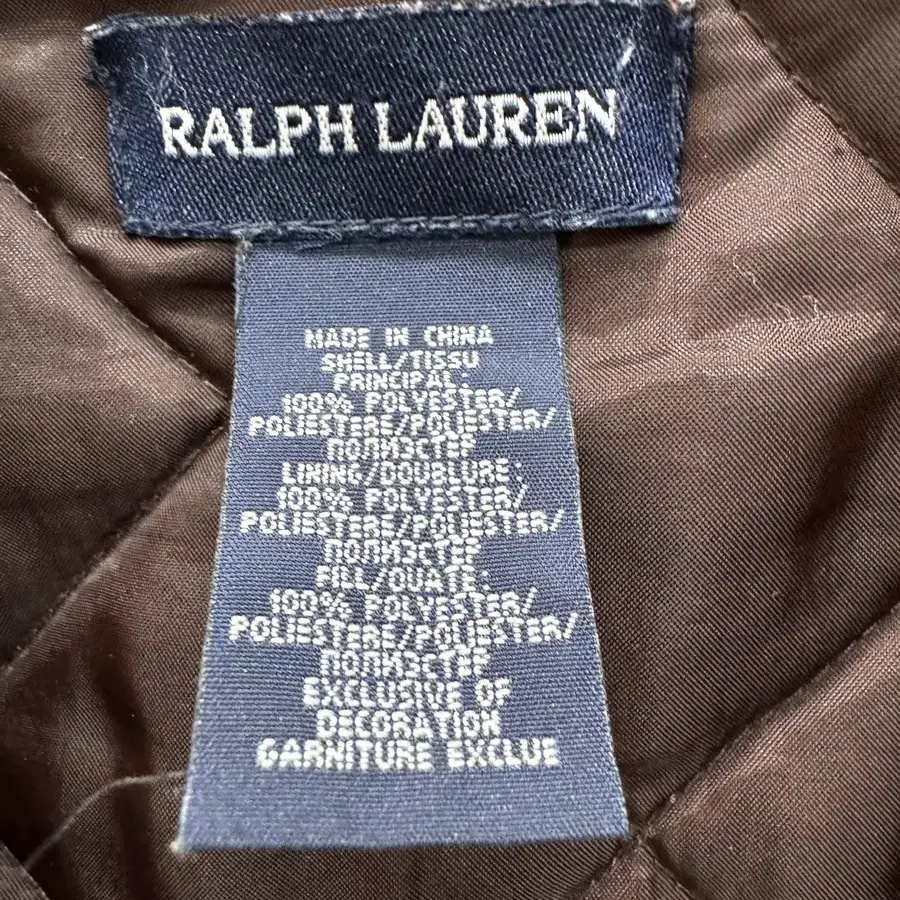 RALPH LAUREN
MADE IN CHINA
SHELL/TISSU
PRINCIPAL:
100% POLYESTER/
POLIESTERE/POLIESTER/
ПОЛИЭСТЕР
LINING/DOUBLURE:
100% POLYESTER/
POLIESTERE/POLIESTER/
ПОЛИЭСТЕР
FILL/OUATE:
100% POLYESTER/
POLIESTERE/POLIESTER/
ПОЛИЭСТЕР
EXCLUSIVE OF
DECORATION
GARNITURE EXCLUE